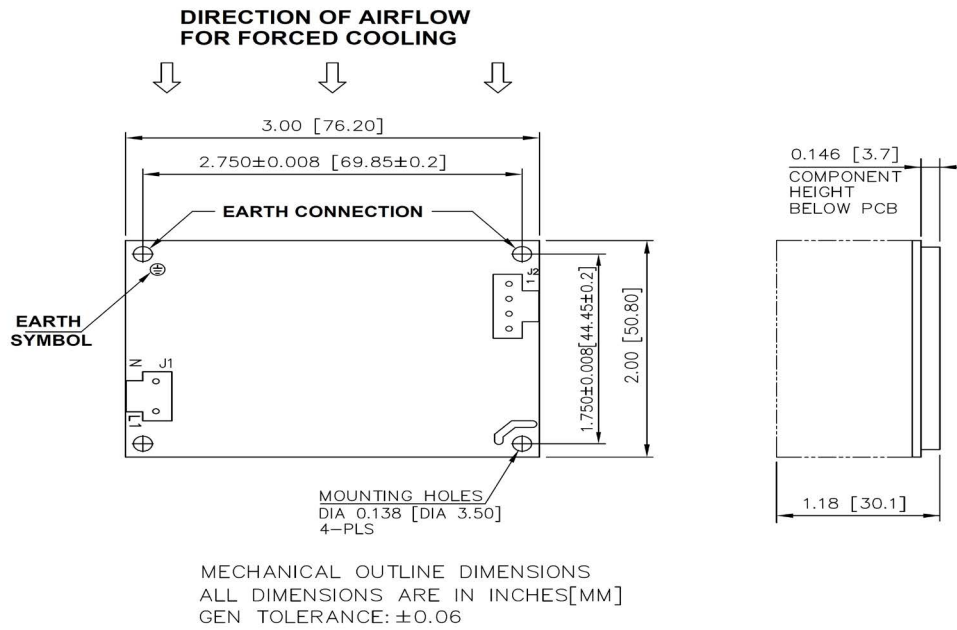 DIRECTION OF AIRFLOW
FOR FORCED COOLING
3.00 [76.20]
2.750±0.008 [69.85±0.2]
0.146 [3.7]
COMPONENT
HEIGHT
BELOW PCB
EARTH CONNECTION
J2
1
EARTH
SYMBOL
1.750±0.008[44.45±0.2]
2.00 [50.80]
N
J1
L1
MOUNTING HOLES
DIA 0.138 [DIA 3.50]
4-PLS
1.18 [30.1]
MECHANICAL OUTLINE DIMENSIONS
ALL DIMENSIONS ARE IN INCHES[MM]
GEN TOLERANCE:±0.06